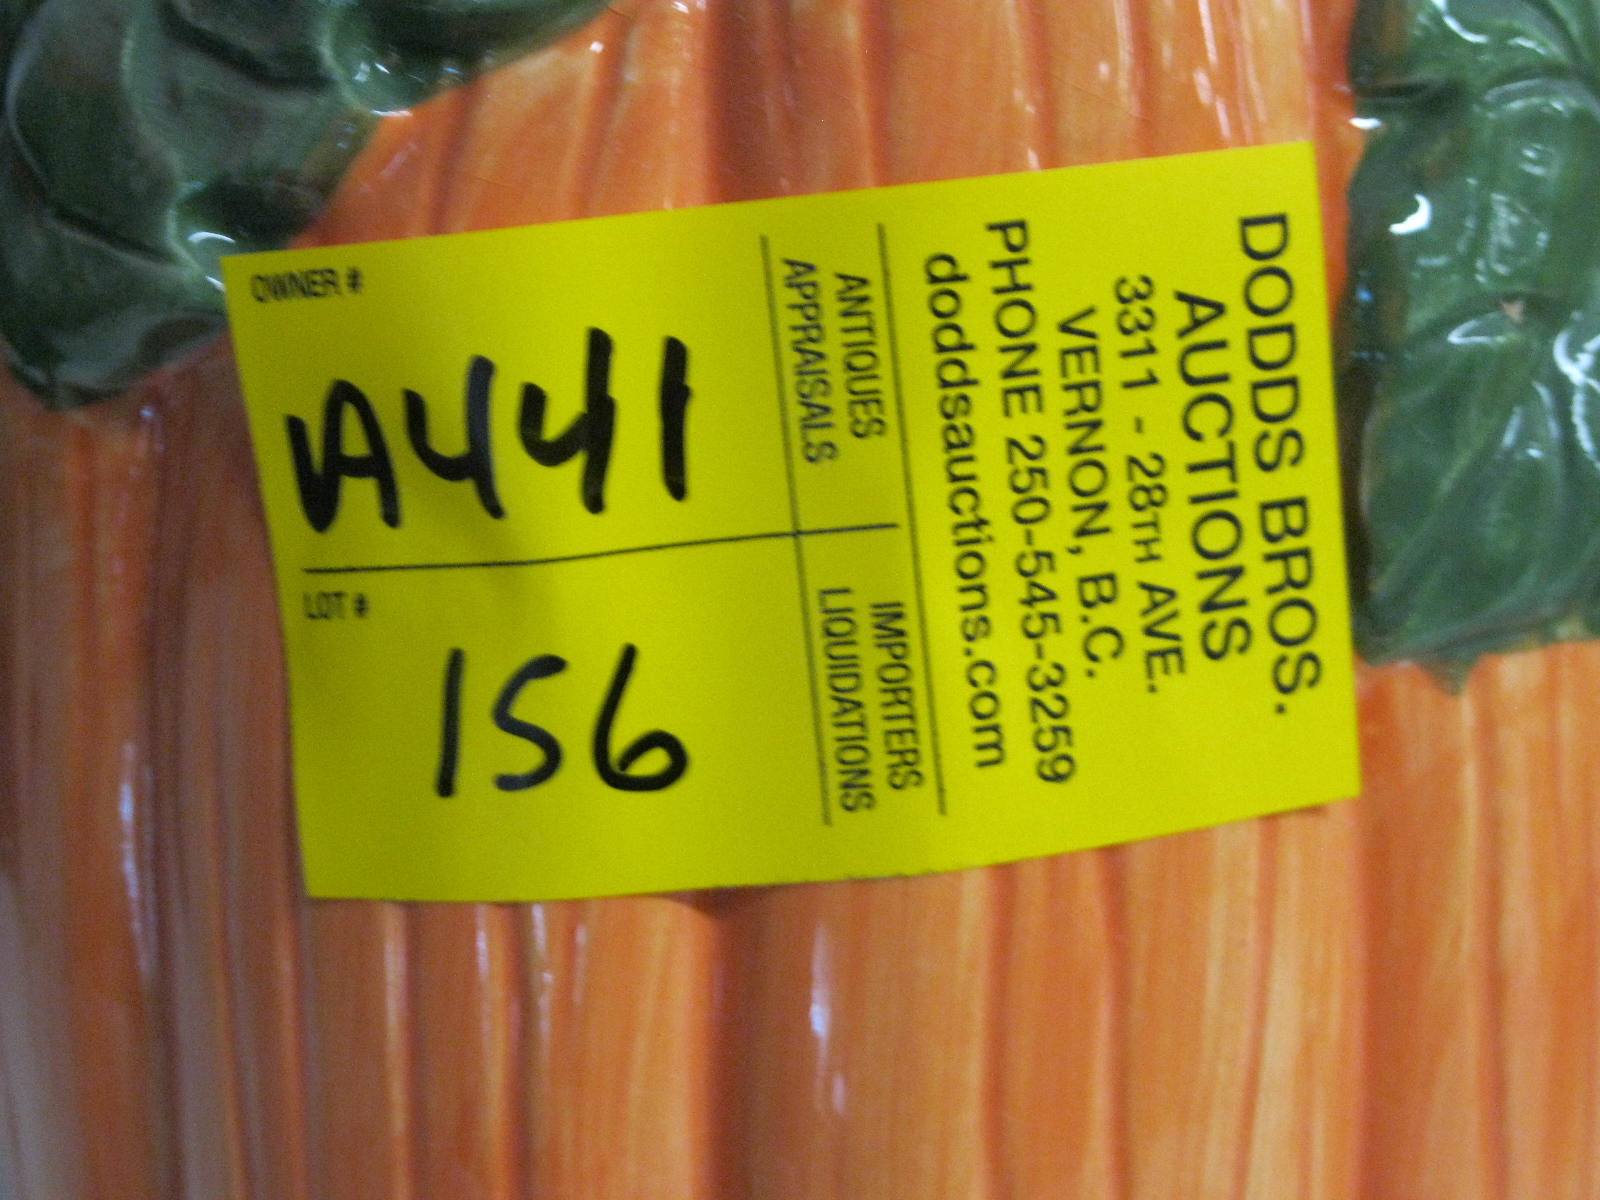 DODDS BROS.
AUCTIONS
3311 - 28TH AVE.
VERNON, B.C.
PHONE 250-545-3259
doddsauctions.com
ANTIQUES
APPRAISALS
IMPORTERS
LIQUIDATIONS
OWNER #
A441
LOT #
156